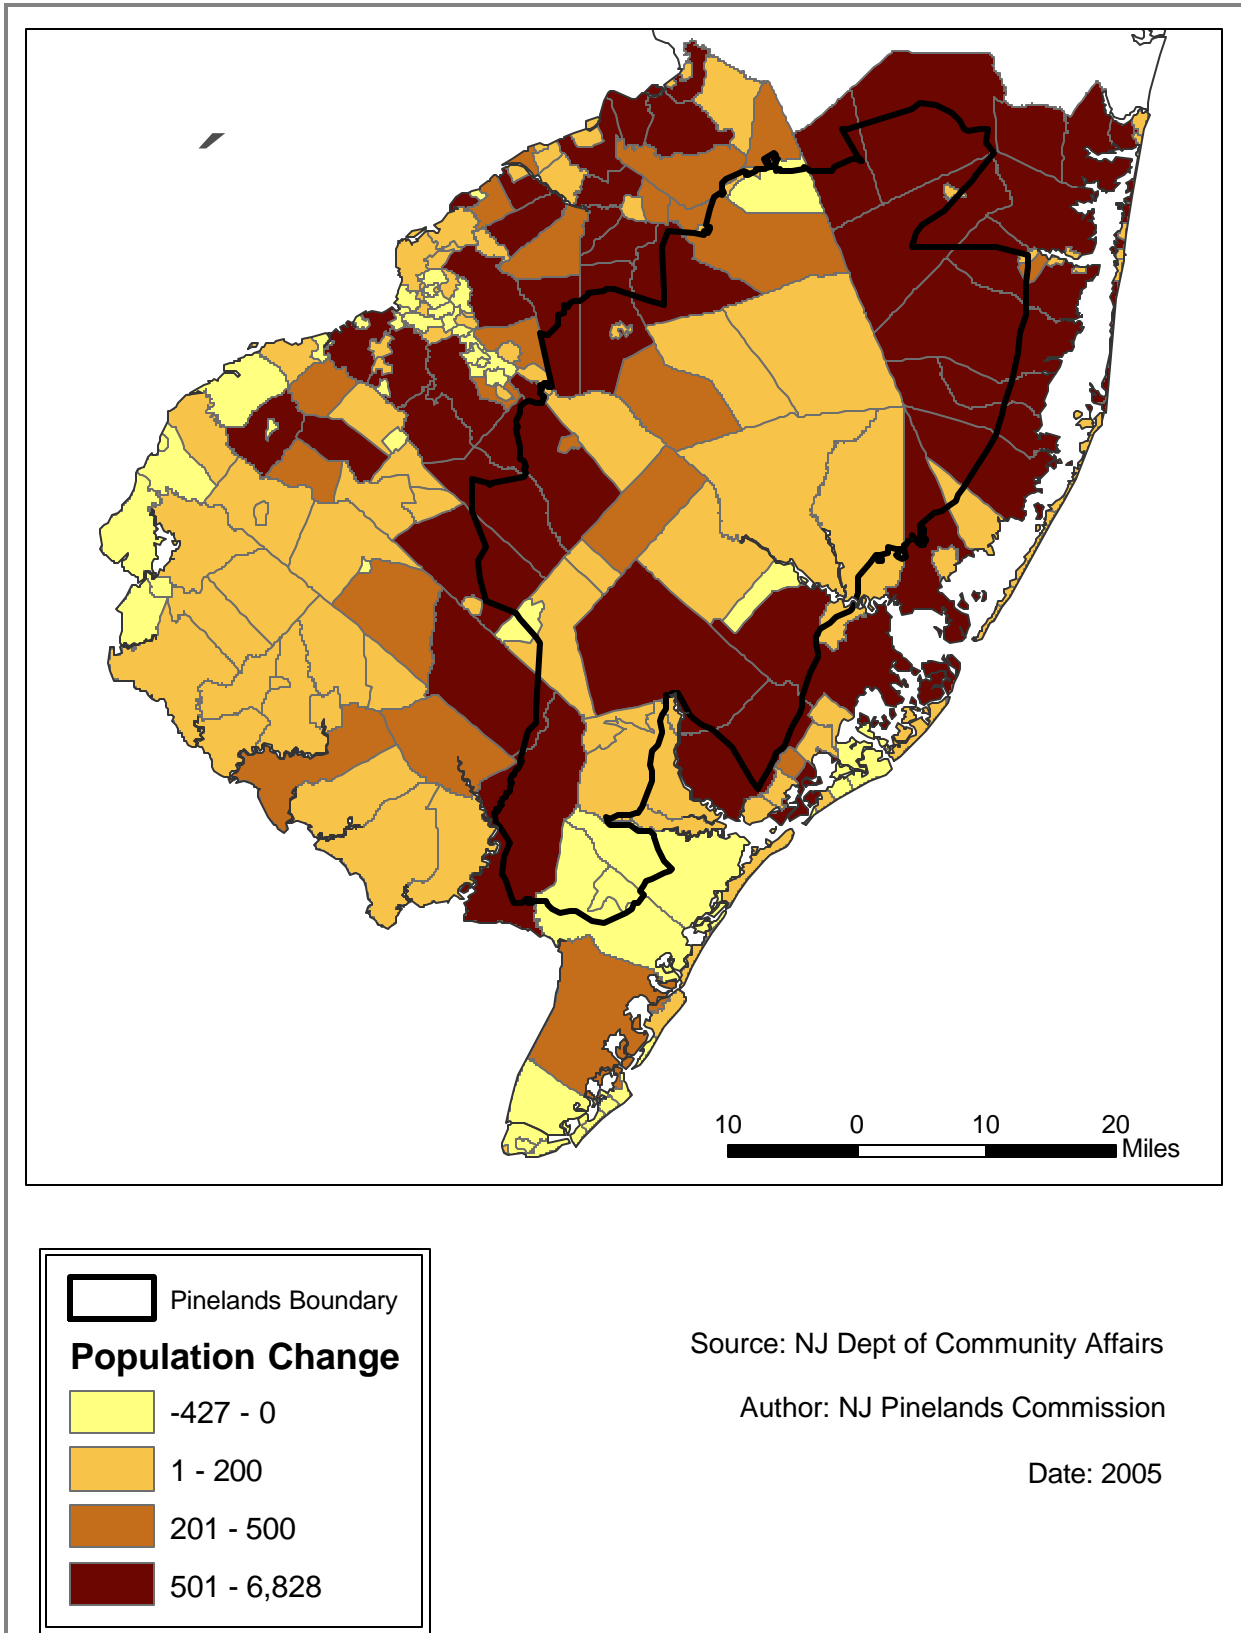 10 0 10 20
Miles
Pinelands Boundary
Population Change
-427 - 0
1 - 200
201 - 500
501 - 6,828
Source: NJ Dept of Community Affairs
Author: NJ Pinelands Commission
Date: 2005